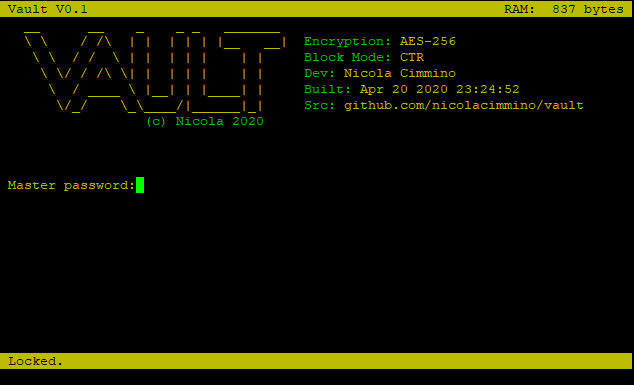 Vault V0.1 RAM: 837 bytes
VAULT
Encryption: AES-256
Block Mode: CTR
Dev: Nicola Cimmino
Built: Apr 20 2020 23:24:52
Src: github.com/nicolacimmino/vault
(c) Nicola 2020
Master password:
Locked.